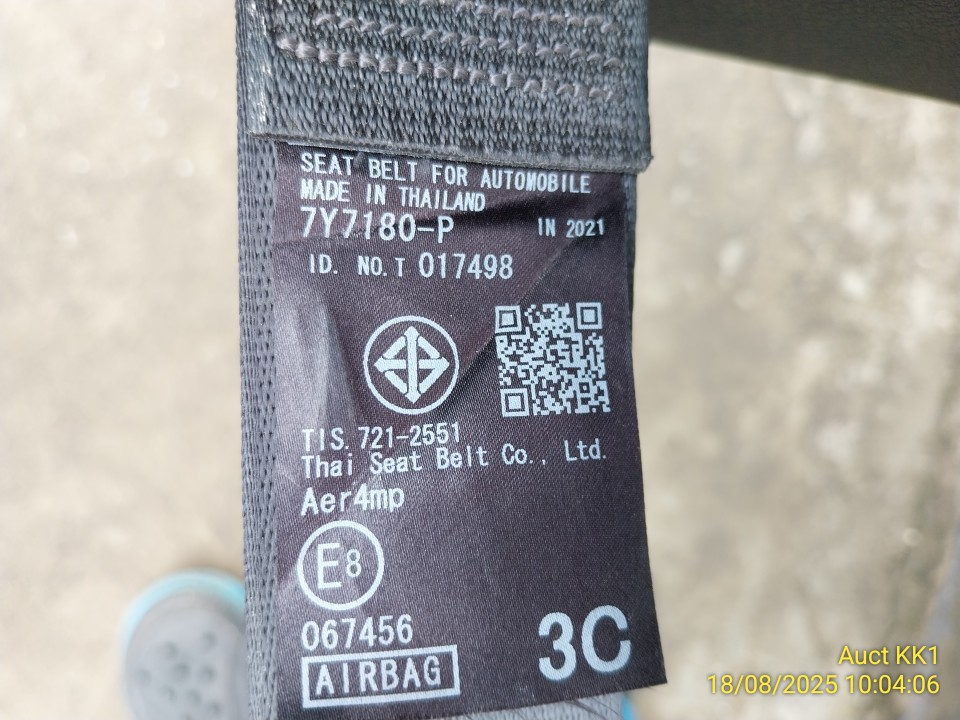 SEAT BELT FOR AUTOMOBILE
MADE IN THAILAND
7Y7180-P IN 2021
ID. NO.T 017498
TIS. 721-2551
Thai Seat Belt Co., Ltd.
Aer4mp
E8
067456
3C
AIRBAG
Auct KK1
18/08/2025 10:04:06